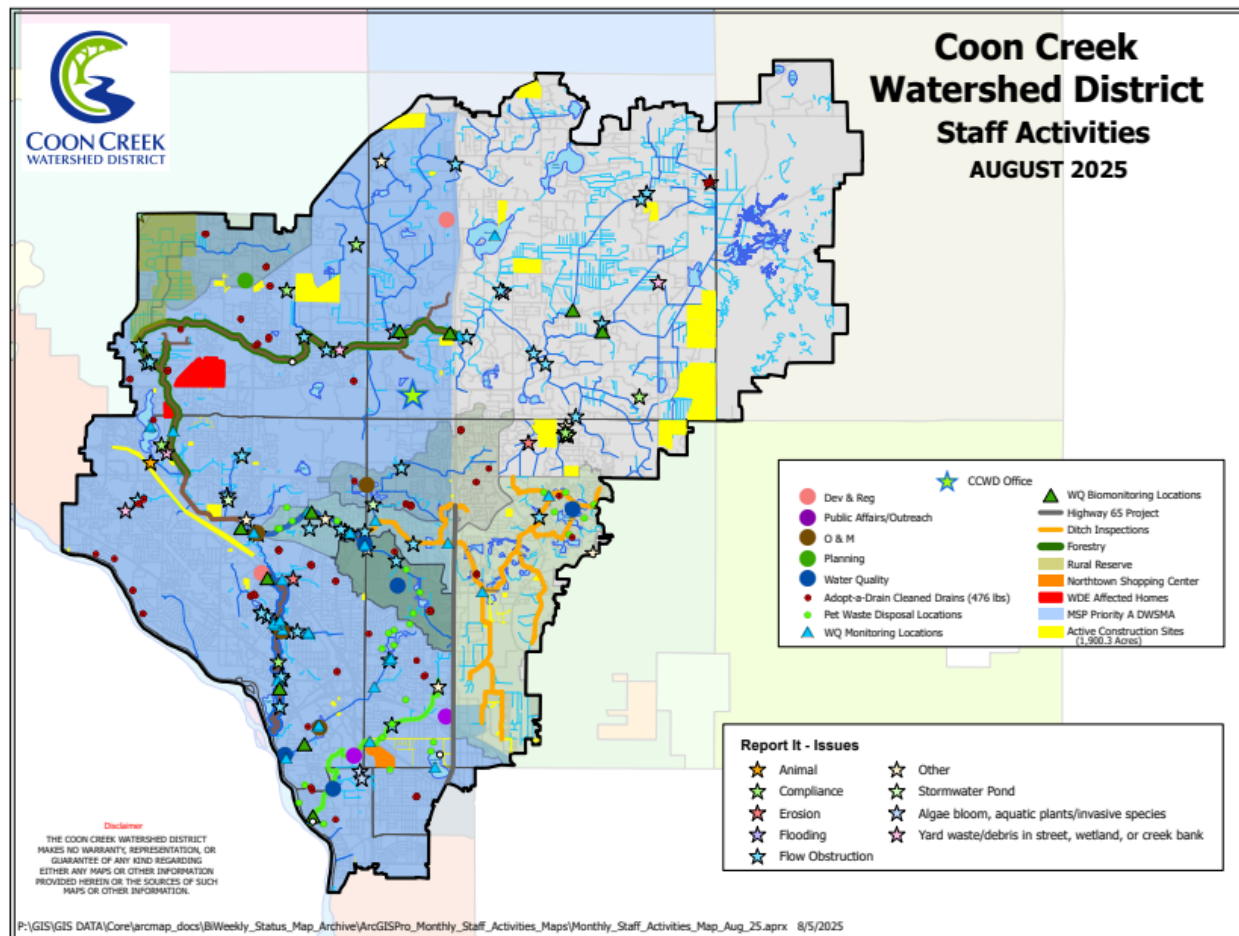 COON CREEK
WATERSHED DISTRICT
Coon Creek
Watershed District
Staff Activities
AUGUST 2025
CCWD Office
Dev & Reg
Public Affairs/Outreach
O & M
Planning
Water Quality
Adopt-a-Drain Cleaned Drains (476 lbs)
Pet Waste Disposal Locations
WQ Monitoring Locations
WQ Biomonitoring Locations
Highway 65 Project
Ditch Inspections
Forestry
Rural Reserve
Northtown Shopping Center
WDE Affected Homes
MSP Priority A DWSMA
Active Construction Sites
(1,900.3 Acres)
Report It - Issues
Animal
Compliance
Erosion
Flooding
Flow Obstruction
Other
Stormwater Pond
Algae bloom, aquatic plants/invasive species
Yard waste/debris in street, wetland, or creek bank
Disclaimer
THE COON CREEK WATERSHED DISTRICT
MAKES NO WARRANTY, REPRESENTATION, OR
GUARANTEE OF ANY KIND REGARDING
EITHER ANY MAPS OR OTHER INFORMATION
PROVIDED HEREIN OR THE SOURCES OF SUCH
MAPS OR OTHER INFORMATION.
P:\GIS\GIS DATA\Core\arcmap_docs\BiWeekly_Status_Map_Archive\ArcGISPro_Monthly_Staff_Activities_Maps\Monthly_Staff_Activities_Map_Aug_25.aprx 8/5/2025